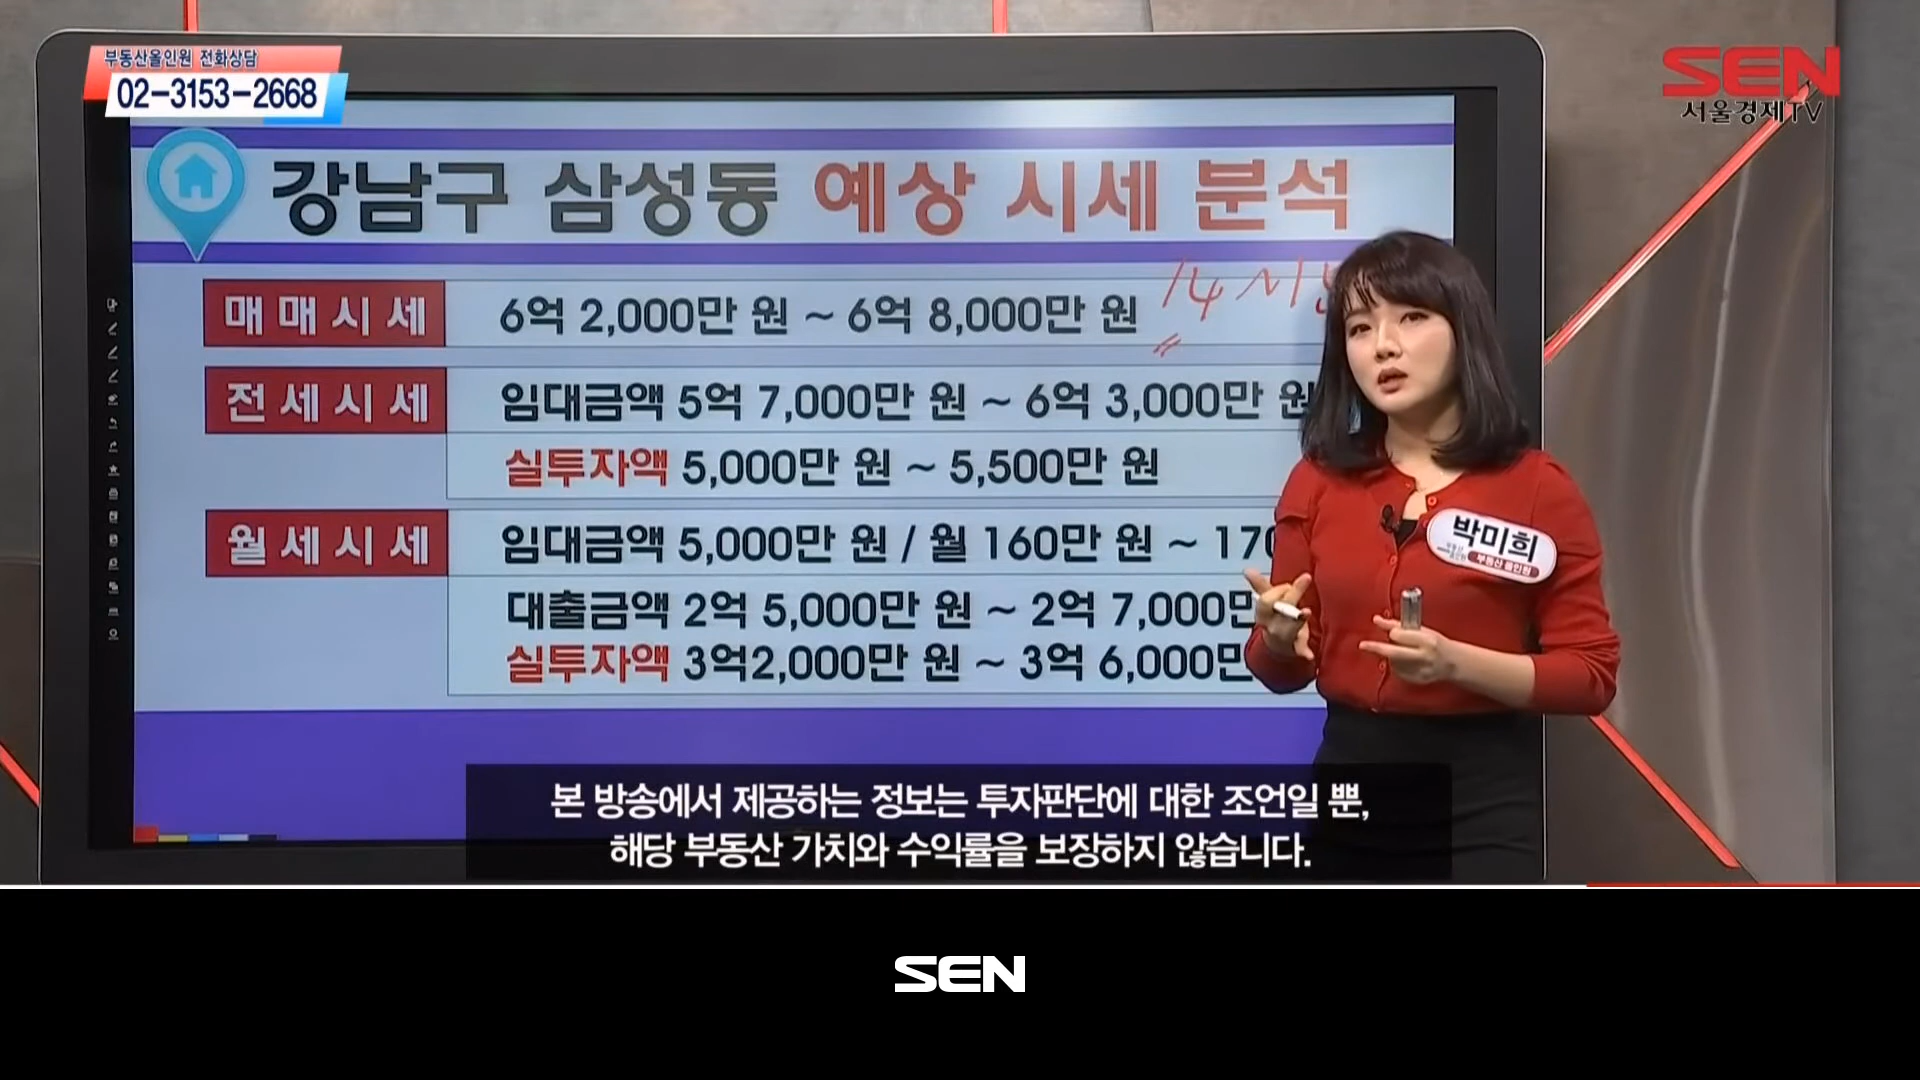 부동산올인원 전화상담
02-3153-2668
SEN
서울경제TV
강남구 삼성동 예상 시세 분석
매매시세 6억 2,000만 원 ~ 6억 8,000만 원
14시
전세시세 임대금액 5억 7,000만 원 ~ 6억 3,000만 원
실투자액 5,000만 원 ~ 5,500만 원
월세시세 임대금액 5,000만 원 / 월 160만 원 ~ 170
대출금액 2억 5,000만 원 ~ 2억 7,000만
실투자액 3억2,000만 원 ~ 3억 6,000만
박미희
부동산 올인원
본 방송에서 제공하는 정보는 투자판단에 대한 조언일 뿐,
해당 부동산 가치와 수익률을 보장하지 않습니다.
SEN